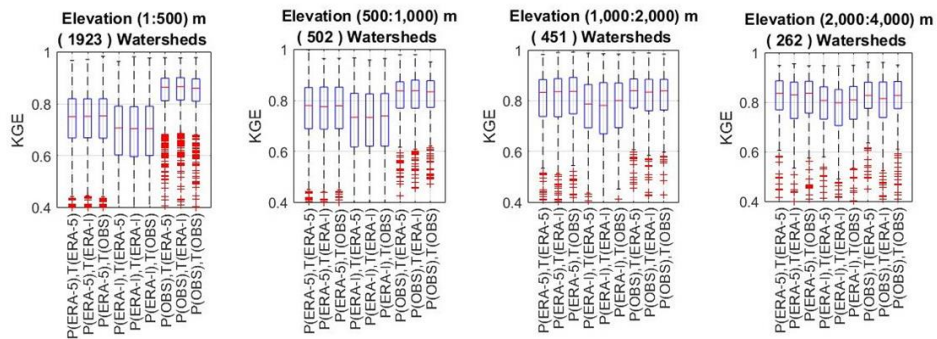 Elevation (1:500) m
( 1923 ) Watersheds
KGE
1
0.8
0.6
0.4
P(ERA-5),T(ERA-5)
P(ERA-5),T(ERA-I)
P(ERA-5),T(OBS)
P(ERA-I),T(ERA-5)
P(ERA-I),T(ERA-I)
P(ERA-I),T(OBS)
P(OBS),T(ERA-5)
P(OBS),T(ERA-I)
P(OBS),T(OBS)
Elevation (500:1,000) m
( 502 ) Watersheds
KGE
1
0.8
0.6
0.4
P(ERA-5),T(ERA-5)
P(ERA-5),T(ERA-I)
P(ERA-5),T(OBS)
P(ERA-I),T(ERA-5)
P(ERA-I),T(ERA-I)
P(ERA-I),T(OBS)
P(OBS),T(ERA-5)
P(OBS),T(ERA-I)
P(OBS),T(OBS)
Elevation (1,000:2,000) m
( 451 ) Watersheds
KGE
1
0.8
0.6
0.4
P(ERA-5),T(ERA-5)
P(ERA-5),T(ERA-I)
P(ERA-5),T(OBS)
P(ERA-I),T(ERA-5)
P(ERA-I),T(ERA-I)
P(ERA-I),T(OBS)
P(OBS),T(ERA-5)
P(OBS),T(ERA-I)
P(OBS),T(OBS)
Elevation (2,000:4,000) m
( 262 ) Watersheds
KGE
1
0.8
0.6
0.4
P(ERA-5),T(ERA-5)
P(ERA-5),T(ERA-I)
P(ERA-5),T(OBS)
P(ERA-I),T(ERA-5)
P(ERA-I),T(ERA-I)
P(ERA-I),T(OBS)
P(OBS),T(ERA-5)
P(OBS),T(ERA-I)
P(OBS),T(OBS)